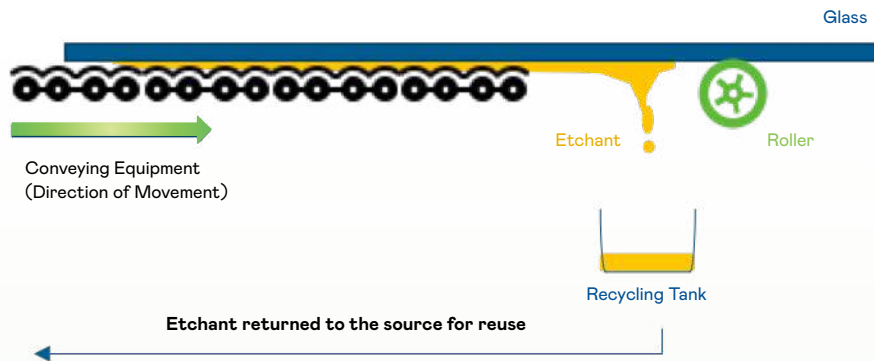 Glass
Etchant
Roller
Conveying Equipment
(Direction of Movement)
Recycling Tank
Etchant returned to the source for reuse